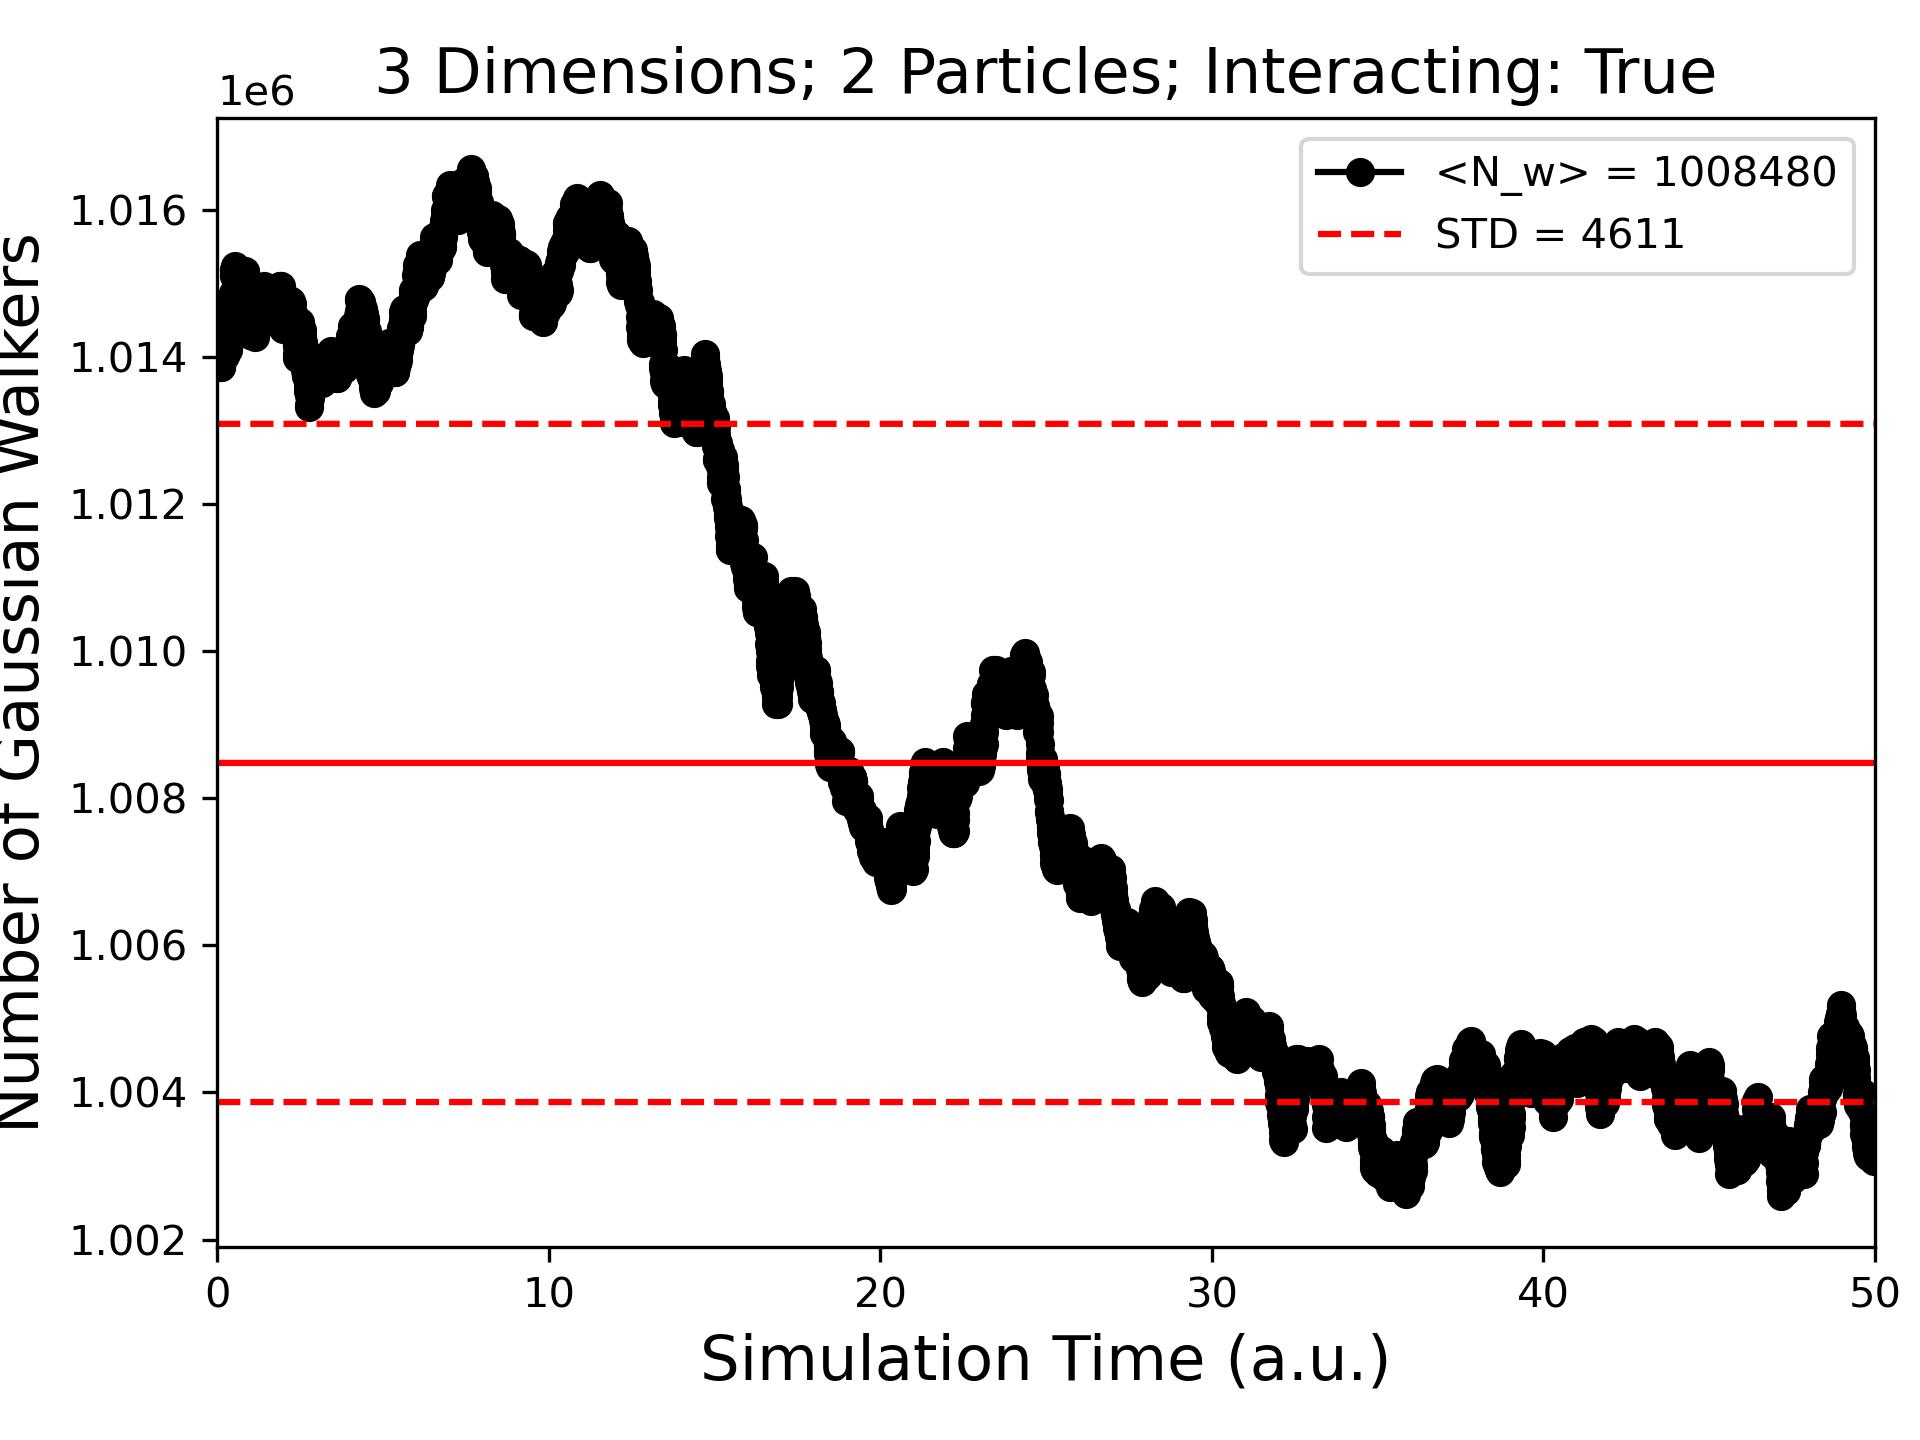 3 Dimensions; 2 Particles; Interacting: True
1e6
<N_w> = 1008480
STD = 4611
1.016
1.014
1.012
1.010
1.008
1.006
1.004
1.002
Number of Gaussian Walkers
0 10 20 30 40 50
Simulation Time (a.u.)